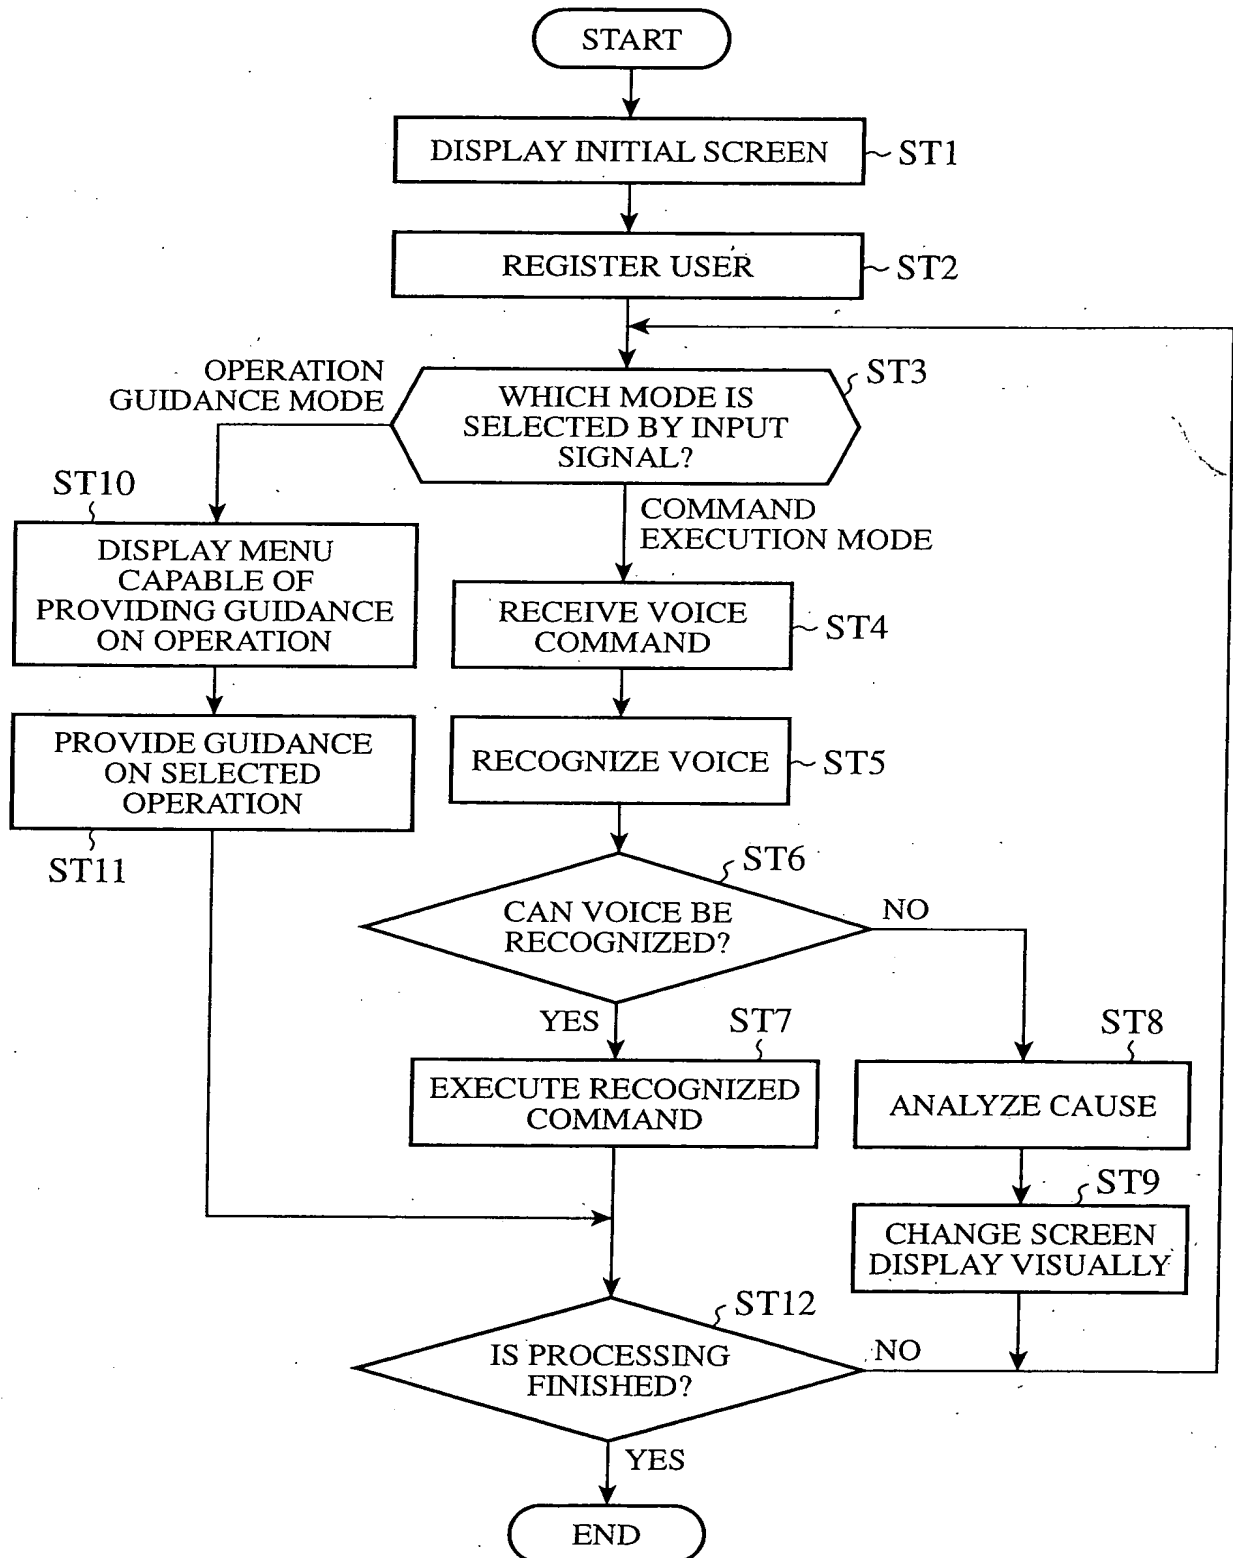 START
DISPLAY INITIAL SCREEN
ST1
REGISTER USER
ST2
OPERATION
GUIDANCE MODE
WHICH MODE IS
SELECTED BY INPUT
SIGNAL?
ST3
ST10
DISPLAY MENU
CAPABLE OF
PROVIDING GUIDANCE
ON OPERATION
COMMAND
EXECUTION MODE
RECEIVE VOICE
COMMAND
ST4
PROVIDE GUIDANCE
ON SELECTED
OPERATION
ST11
RECOGNIZE VOICE
ST5
ST6
CAN VOICE BE
RECOGNIZED?
NO
YES
ST7
EXECUTE RECOGNIZED
COMMAND
ST8
ANALYZE CAUSE
ST9
CHANGE SCREEN
DISPLAY VISUALLY
ST12
IS PROCESSING
FINISHED?
NO
YES
END